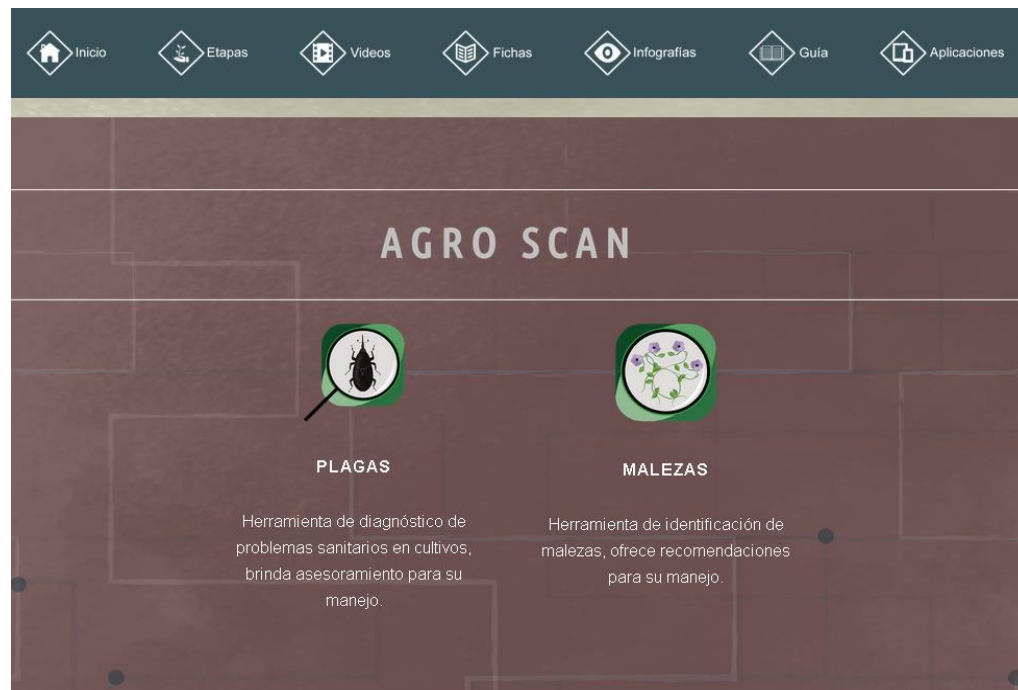 Inicio
Etapas
Videos
Fichas
Infografías
Guía
Aplicaciones
AGRO SCAN
PLAGAS
Herramienta de diagnóstico de
problemas sanitarios en cultivos,
brinda asesoramiento para su
manejo.
MALEZAS
Herramienta de identificación de
malezas, ofrece recomendaciones
para su manejo.